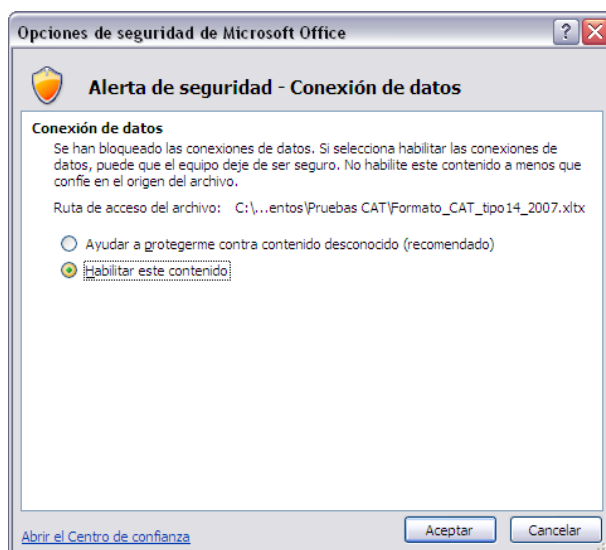 Opciones de seguridad de Microsoft Office
Alerta de seguridad - Conexión de datos
Conexión de datos
Se han bloqueado las conexiones de datos. Si selecciona habilitar las conexiones de
datos, puede que el equipo deje de ser seguro. No habilite este contenido a menos que
confíe en el origen del archivo.
Ruta de acceso del archivo: C:\...entos\Pruebas CAT\Formato_CAT_tipo14_2007.xltx
Ayudar a protegerme contra contenido desconocido (recomendado)
Habilitar este contenido
Abrir el Centro de confianza
Aceptar
Cancelar